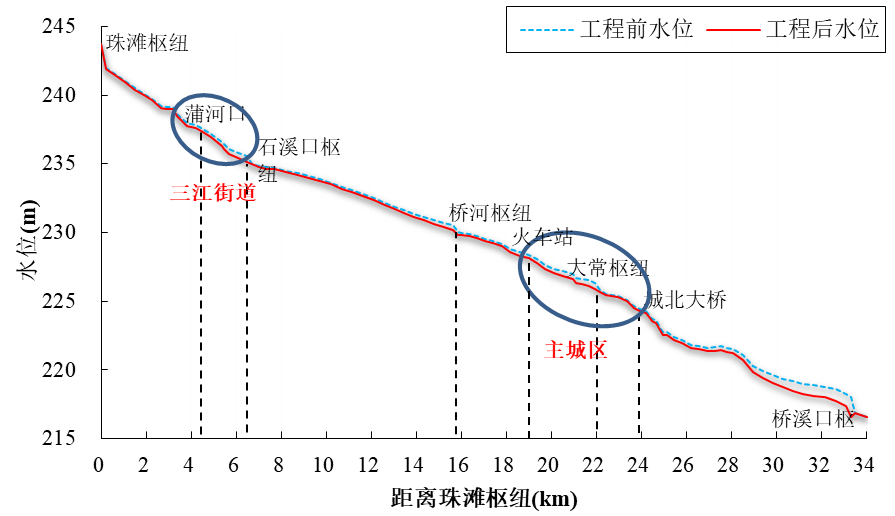 工程前水位
工程后水位
245
240
235
230
225
220
215
水位(m)
珠滩枢纽
蒲河口
石溪口枢
纽
三江街道
桥河枢纽
火车站
大常枢纽
城北大桥
主城区
桥溪口枢
0 2 4 6 8 10 12 14 16 18 20 22 24 26 28 30 32 34
距离珠滩枢纽(km)